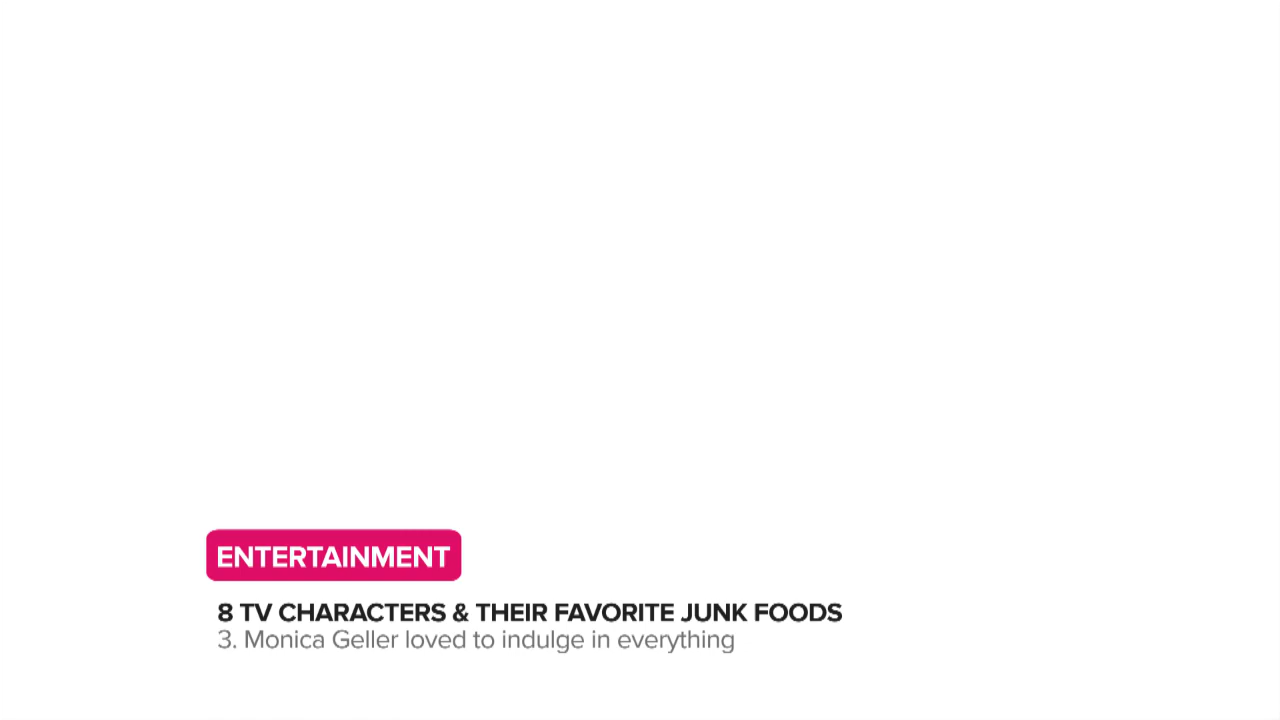 ENTERTAINMENT
8 TV CHARACTERS & THEIR FAVORITE JUNK FOODS
3. Monica Geller loved to indulge in everything